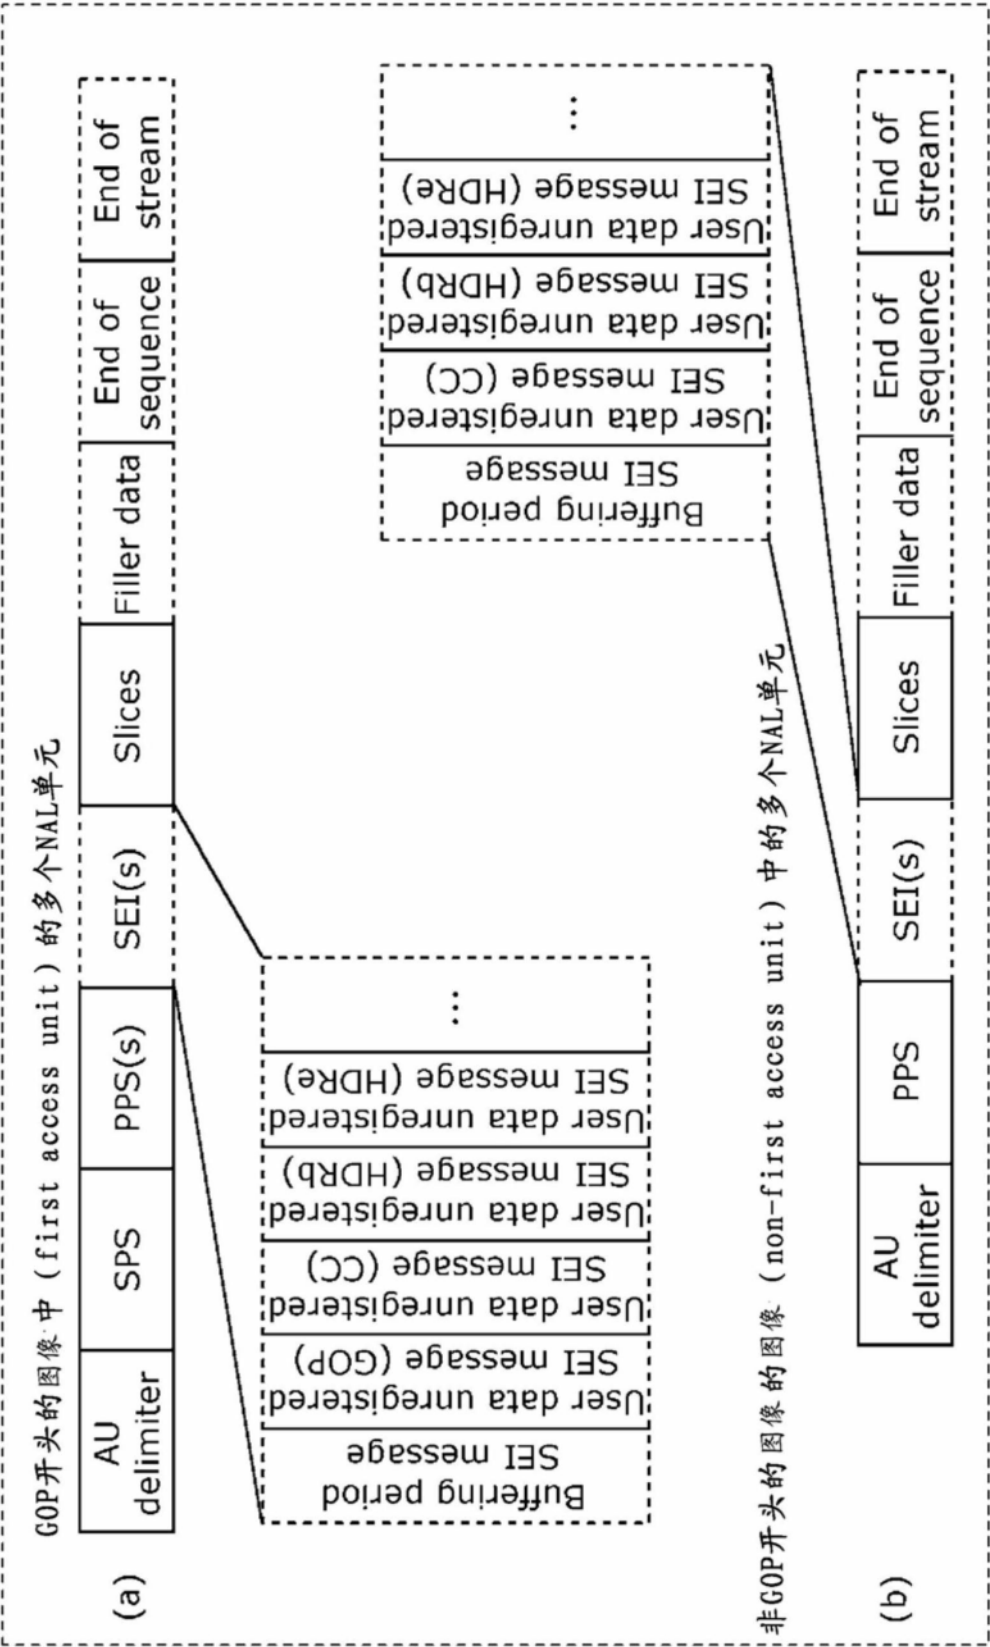 GOP开头的图像中(first access unit)的多个NAL单元
(a)
AU
delimiter
SPS
PPS(s)
SEI(s)
Slices
Filler data
End of
sequence
End of
stream
Buffering period
SEI message
User data unregistered
SEI message (GOP)
User data unregistered
SEI message (CC)
User data unregistered
SEI message (HDRb)
User data unregistered
SEI message (HDRe)
...
非GOP开头的图像的图像(non-first access unit)中的多个NAL单元
(b)
AU
delimiter
PPS
SEI(s)
Slices
Filler data
End of
sequence
End of
stream
Buffering period
SEI message
User data unregistered
SEI message (CC)
User data unregistered
SEI message (HDRb)
User data unregistered
SEI message (HDRe)
...